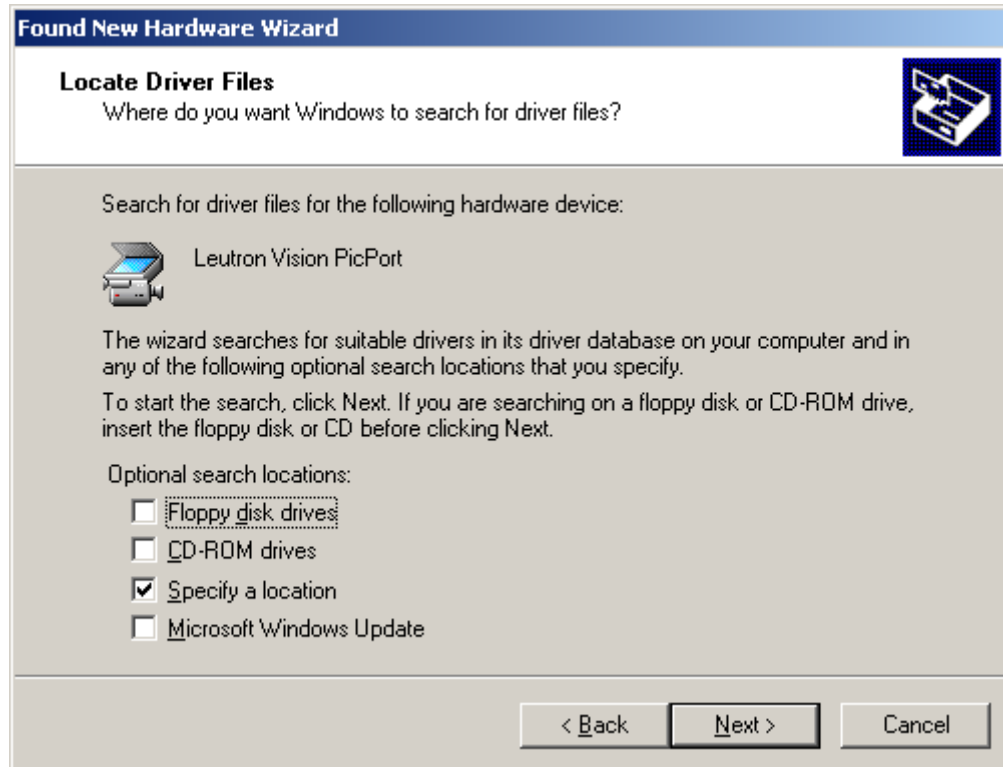 Found New Hardware Wizard
Locate Driver Files
Where do you want Windows to search for driver files?
Search for driver files for the following hardware device:
Leutron Vision PicPort
The wizard searches for suitable drivers in its driver database on your computer and in
any of the following optional search locations that you specify.
To start the search, click Next. If you are searching on a floppy disk or CD-ROM drive,
insert the floppy disk or CD before clicking Next.
Optional search locations:
Floppy disk drives
CD-ROM drives
Specify a location
Microsoft Windows Update
< Back Next > Cancel